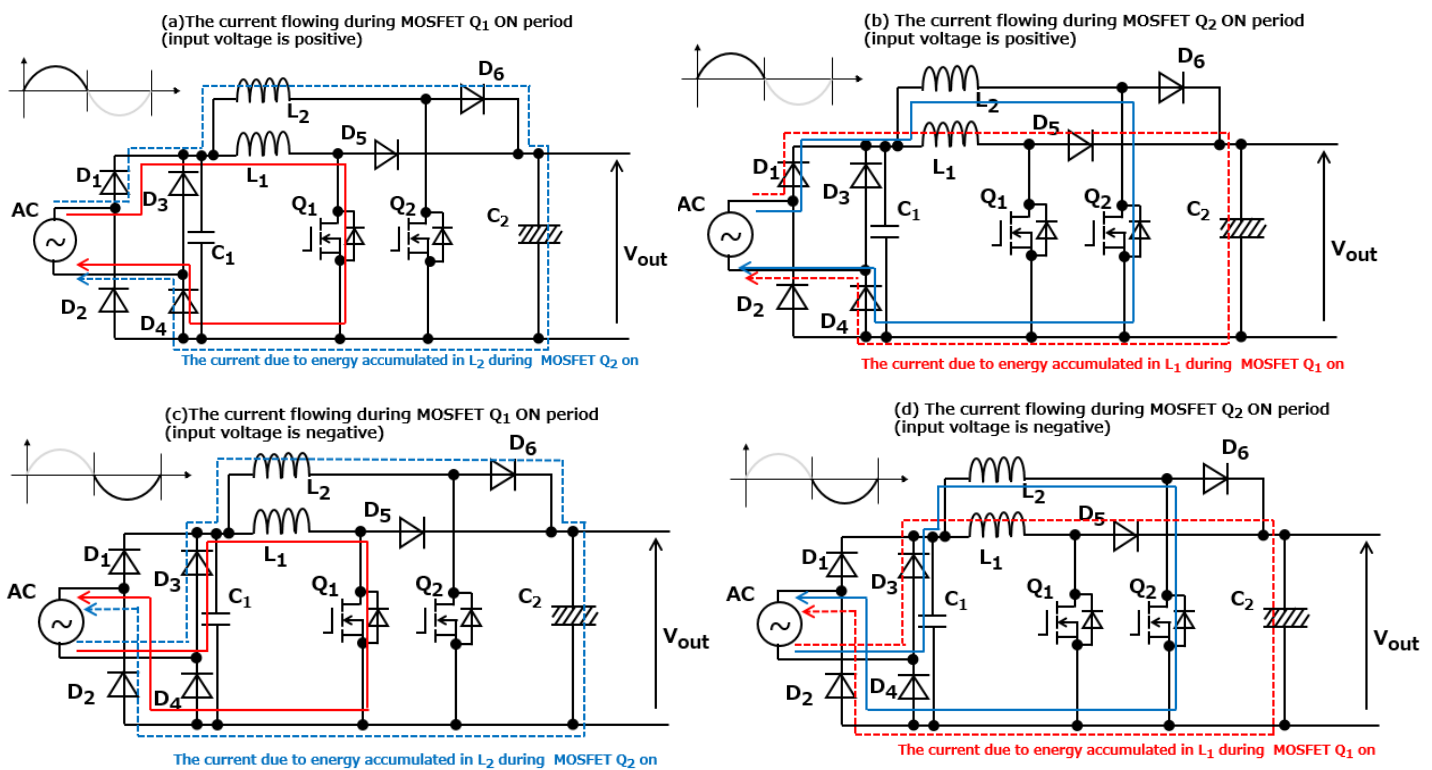 (a)The current flowing during MOSFET Q1 ON period
(input voltage is positive)
D6
L2
D5
L1
D1
D3
AC
Q1
Q2
C2
C1
Vout
D2
D4
The current due to energy accumulated in L2 during MOSFET Q2 on
(b) The current flowing during MOSFET Q2 ON period
(input voltage is positive)
D6
L2
D5
L1
D1
D3
AC
Q1
Q2
C2
C1
Vout
D2
D4
The current due to energy accumulated in L1 during MOSFET Q1 on
(c)The current flowing during MOSFET Q1 ON period
(input voltage is negative)
D6
L2
D5
L1
D1
D3
AC
Q1
Q2
C2
C1
Vout
D2
D4
The current due to energy accumulated in L2 during MOSFET Q2 on
(d) The current flowing during MOSFET Q2 ON period
(input voltage is negative)
D6
L2
D5
L1
D1
D3
AC
Q1
Q2
C2
C1
Vout
D2
D4
The current due to energy accumulated in L1 during MOSFET Q1 on